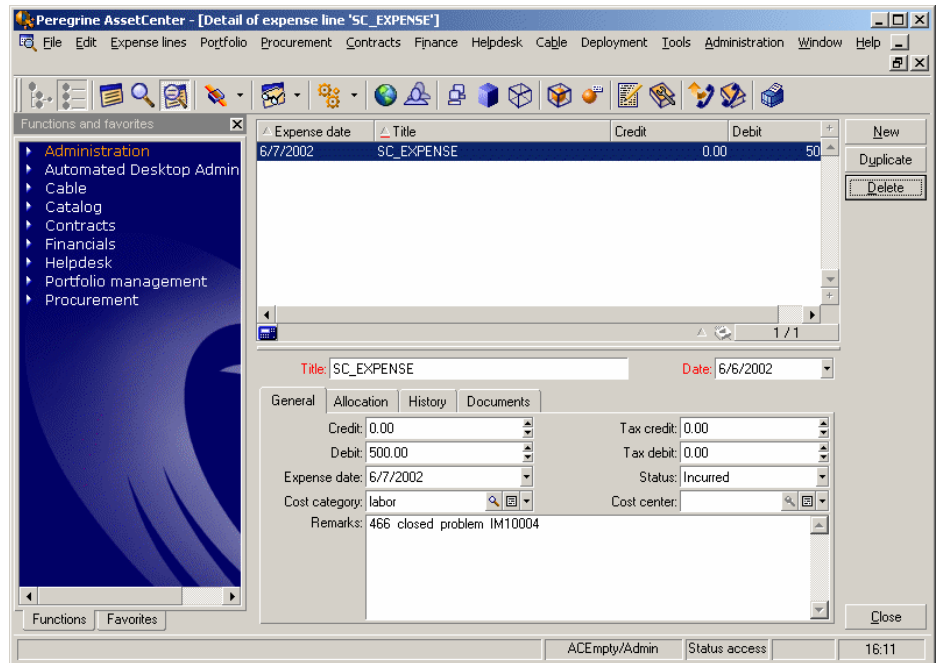 Peregrine AssetCenter - [Detail of expense line 'SC_EXPENSE']
File Edit Expense lines Portfolio Procurement Contracts Finance Helpdesk Cable Deployment Tools Administration Window Help
Functions and favorites
Administration
Automated Desktop Admin
Cable
Catalog
Contracts
Financials
Helpdesk
Portfolio management
Procurement
Functions Favorites
Expense date Title Credit Debit
6/7/2002 SC_EXPENSE 0.00 50
1 / 1
New
Duplicate
Delete
Title: SC_EXPENSE Date: 6/6/2002
General Allocation History Documents
Credit: 0.00 Tax credit: 0.00
Debit: 500.00 Tax debit: 0.00
Expense date: 6/7/2002 Status: Incurred
Cost category: labor Cost center:
Remarks: 466 closed problem IM10004
Close
ACEmpty/Admin Status access 16:11